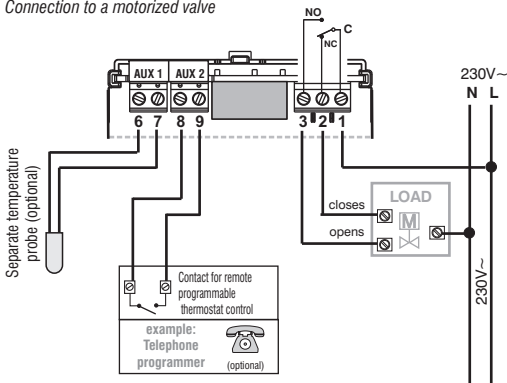 Connection to a motorized valve
NO
C
NC
AUX 1 AUX 2
230V~
N L
6 7 8 9 3 2 1
Separate temperature
probe (optional)
LOAD
closes
M
opens
230V~
Contact for remote
programmable
thermostat control
example:
Telephone
programmer
(optional)